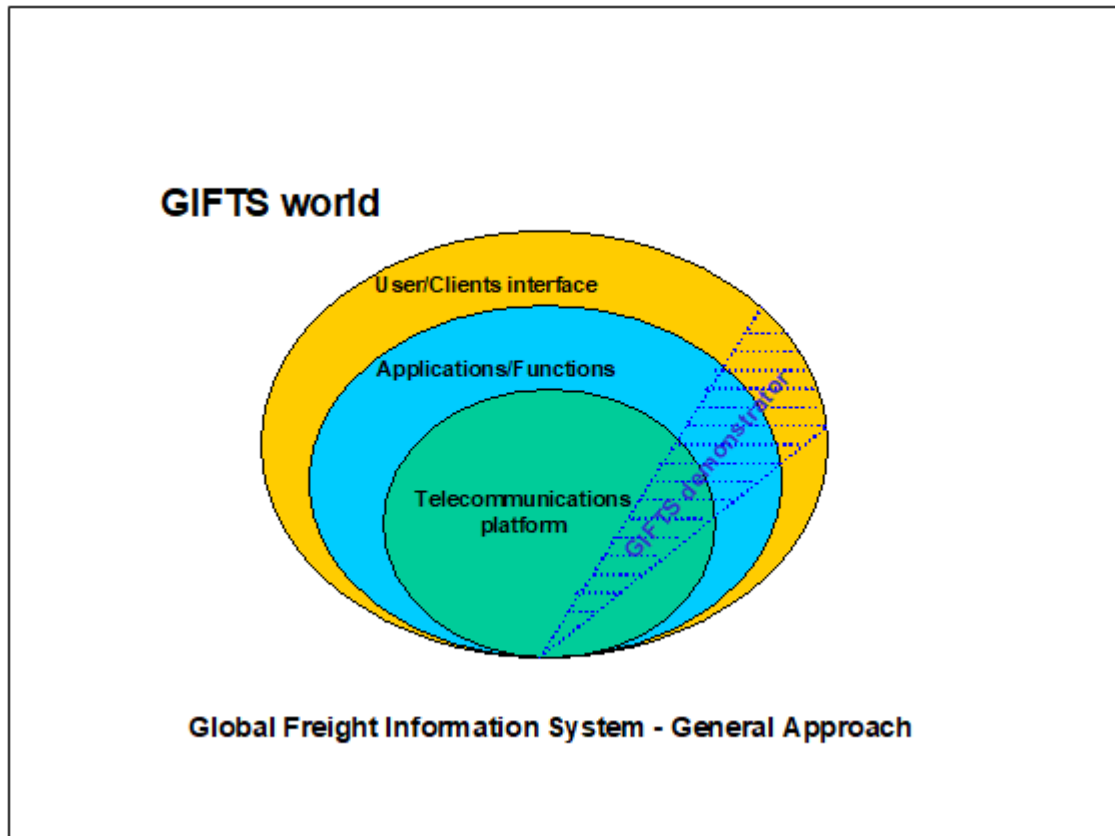 GIFTS world
User/Clients interface
Applications/Functions
GIFTS demonstrator
Telecommunications
platform
Global Freight Information System - General Approach